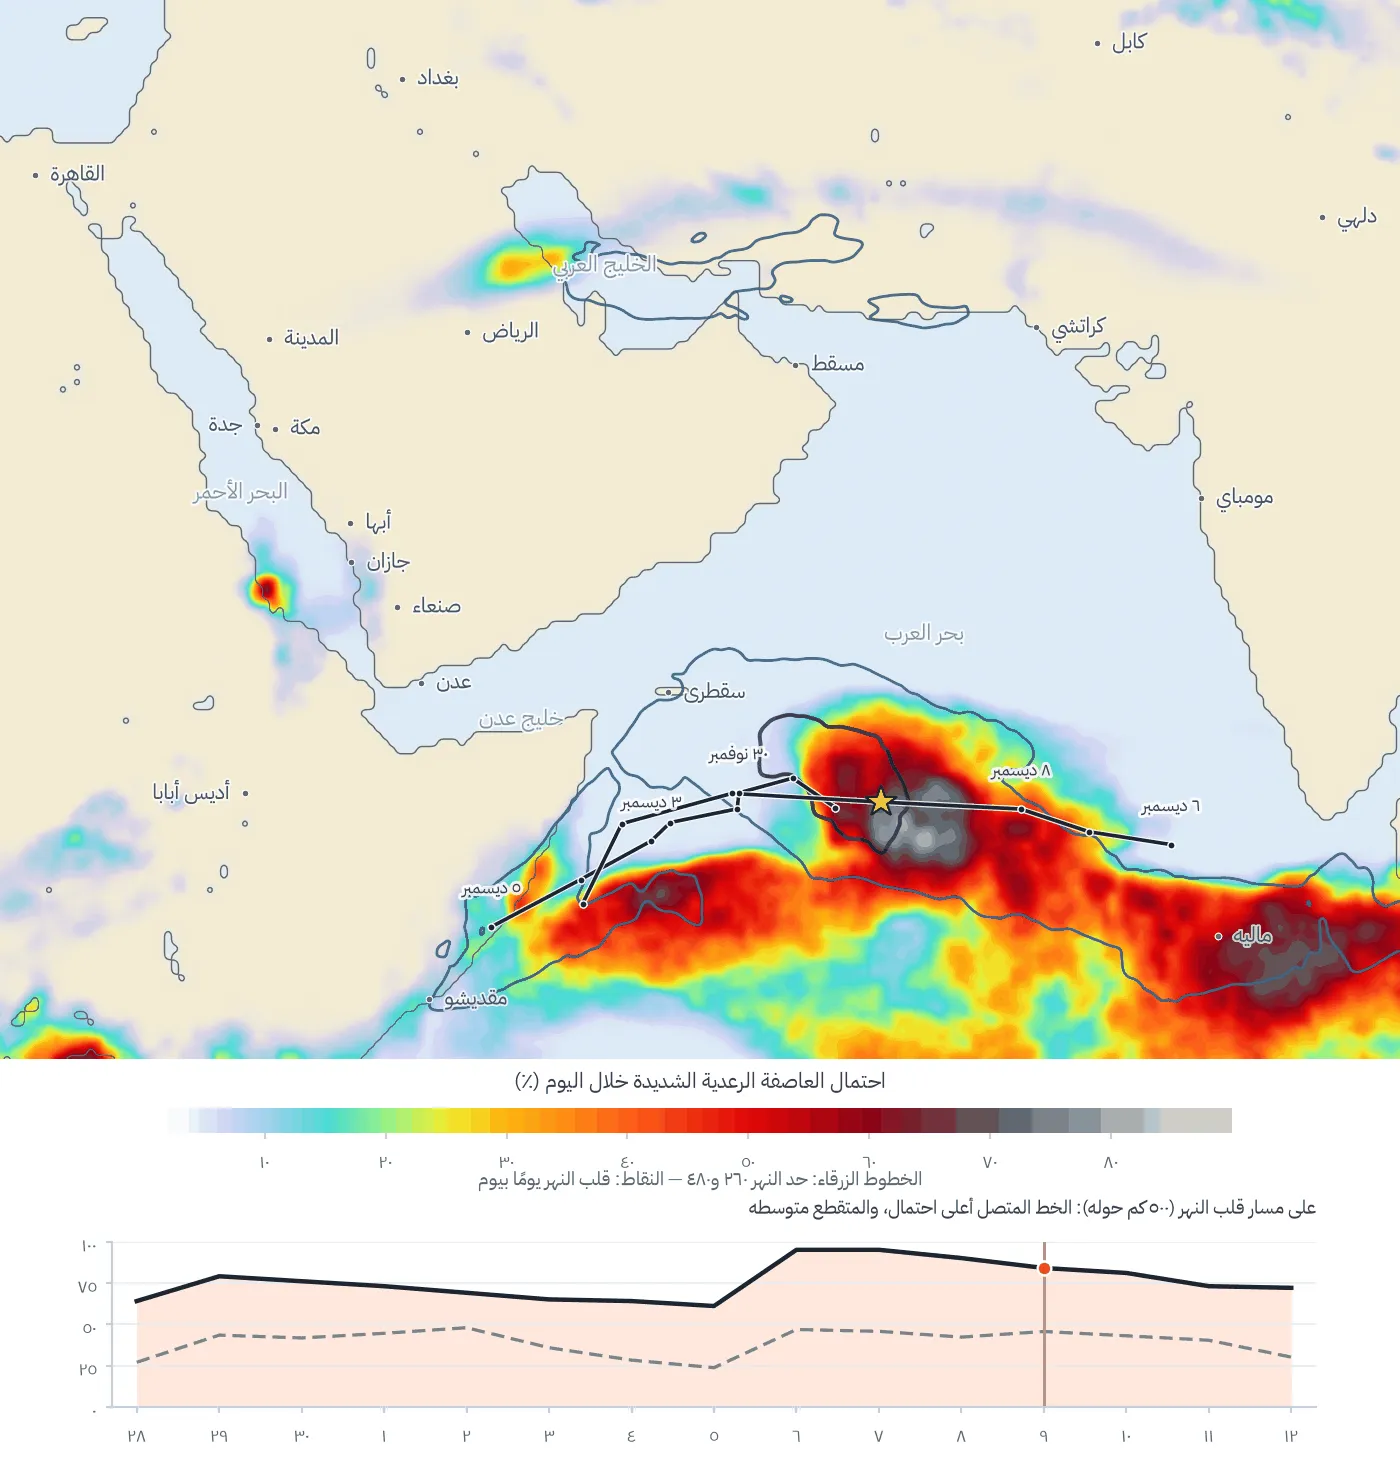 كابل
بغداد
القاهرة
دلهي
الخليج العربي
كراتشي
الرياض
المدينة
مسقط
جدة
مكة
البحر الأحمر
مومباي
أبها
جازان
صنعاء
بحر العرب
عدن
سقطرى
خليج عدن
٣٠ نوفمبر
٨ ديسمبر
أديس أبابا
٣ ديسمبر
٦ ديسمبر
٥ ديسمبر
ماليه
مقديشو
احتمال العاصفة الرعدية الشديدة خلال اليوم (٪)
١٠ ٢٠ ٣٠ ٤٠ ٥٠ ٦٠ ٧٠ ٨٠
الخطوط الزرقاء: حد النهر ٢٦٠ و٤٨٠ — النقاط: قلب النهر يومًا بيوم
على مسار قلب النهر (٥٠٠ كم حوله): الخط المتصل أعلى احتمال، والمتقطع متوسطه
١٠٠
٧٥
٥٠
٢٥
٠
٢٨ ٢٩ ٣٠ ١ ٢ ٣ ٤ ٥ ٦ ٧ ٨ ٩ ١٠ ١١ ١٢